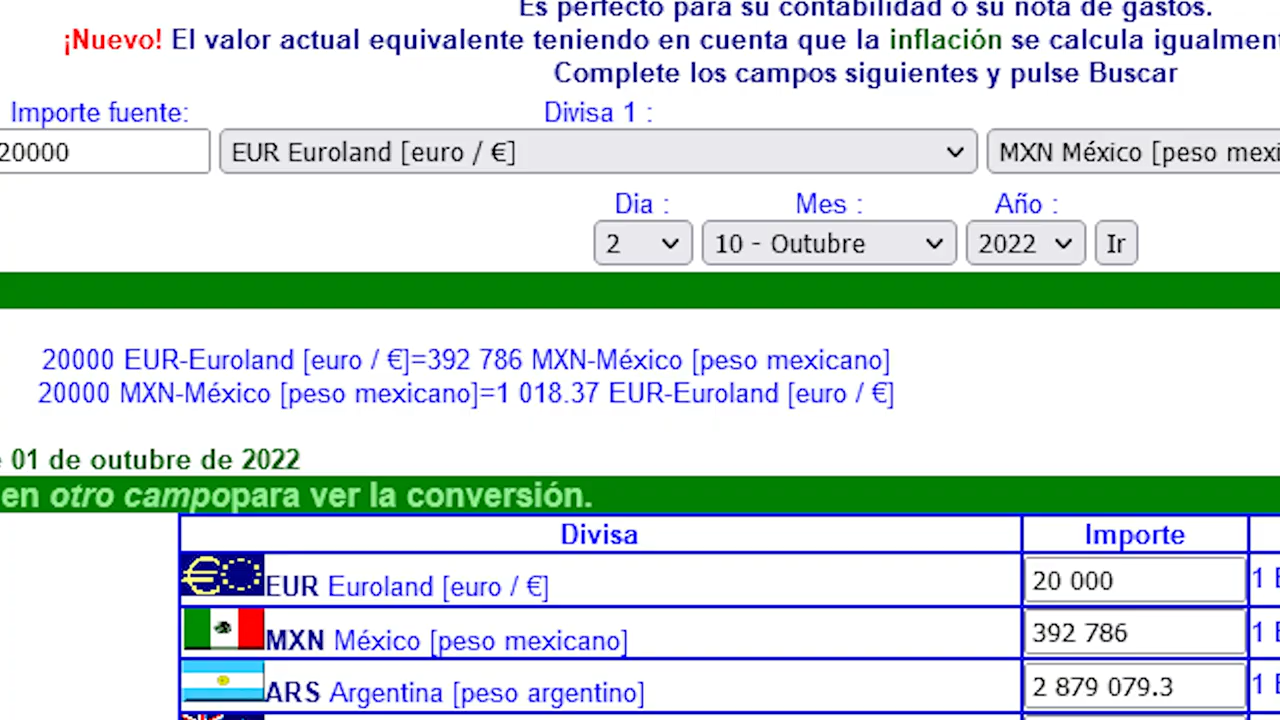 Es perfecto para su contabilidad o su nota de gastos.
¡Nuevo! El valor actual equivalente teniendo en cuenta que la inflación se calcula igualment
Complete los campos siguientes y pulse Buscar
Importe fuente: Divisa 1 :
20000 EUR Euroland [euro / €] MXN México [peso mexi
Dia : Mes : Año :
2 10 - Outubre 2022 Ir
20000 EUR-Euroland [euro / €]=392 786 MXN-México [peso mexicano]
20000 MXN-México [peso mexicano]=1 018.37 EUR-Euroland [euro / €]
01 de outubre de 2022
en otro campopara ver la conversión.
Divisa Importe
EUR Euroland [euro / €] 20 000 1 E
MXN México [peso mexicano] 392 786 1 E
ARS Argentina [peso argentino] 2 879 079.3 1 E